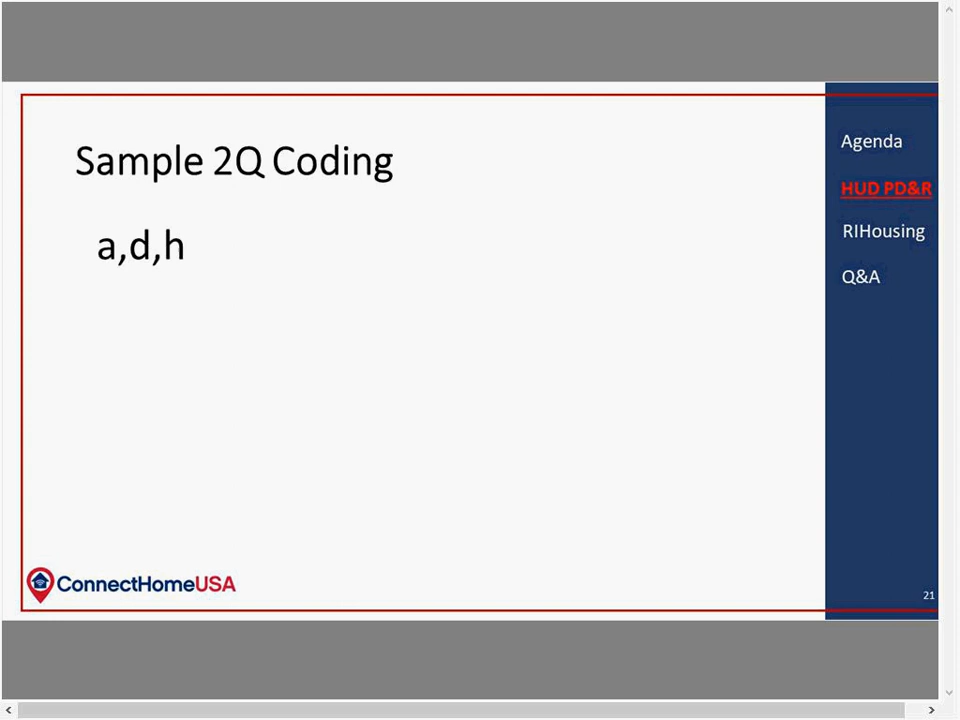 Sample 2Q Coding
a,d,h
Agenda
HUD PD&R
RIHousing
Q&A
ConnectHomeUSA
21